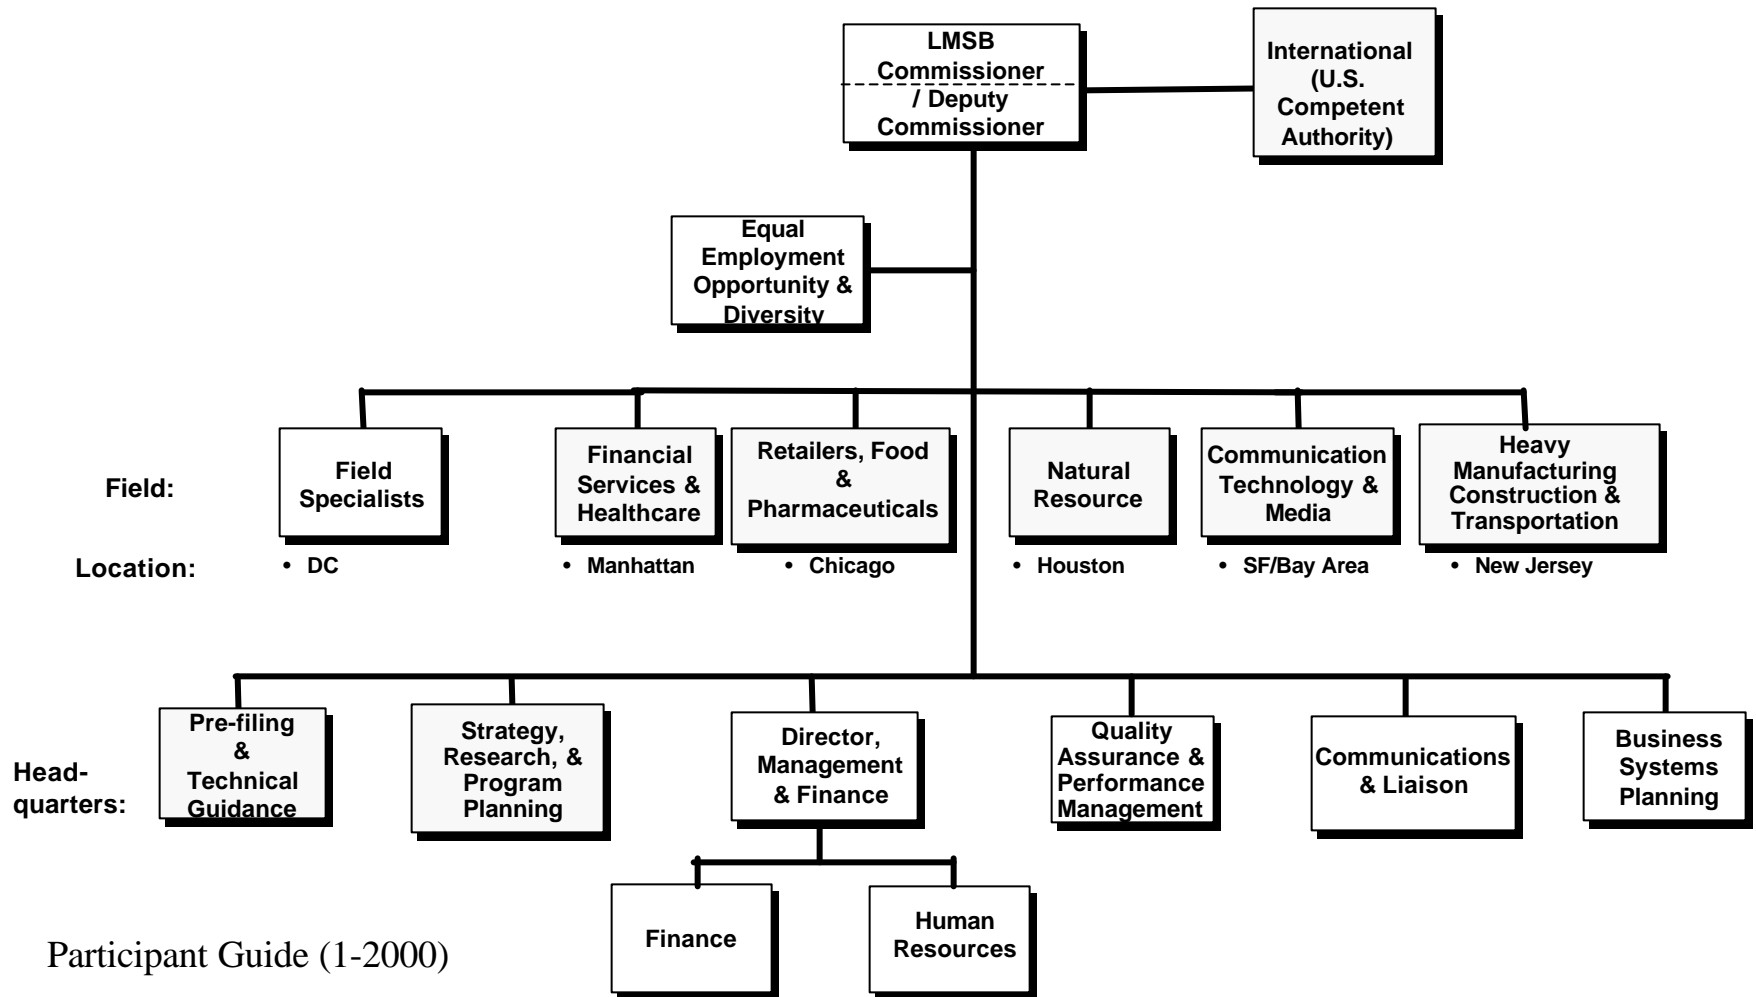 LMSB
Commissioner
/ Deputy
Commissioner
International
(U.S.
Competent
Authority)
Equal
Employment
Opportunity &
Diversity
Field:
Field
Specialists
Financial
Services &
Healthcare
Retailers, Food
&
Pharmaceuticals
Natural
Resource
Communication
Technology &
Media
Heavy
Manufacturing
Construction &
Transportation
Location:
• DC
• Manhattan
• Chicago
• Houston
• SF/Bay Area
• New Jersey
Head-
quarters:
Pre-filing
&
Technical
Guidance
Strategy,
Research, &
Program
Planning
Director,
Management
& Finance
Quality
Assurance &
Performance
Management
Communications
& Liaison
Business
Systems
Planning
Finance
Human
Resources
Participant Guide (1-2000)